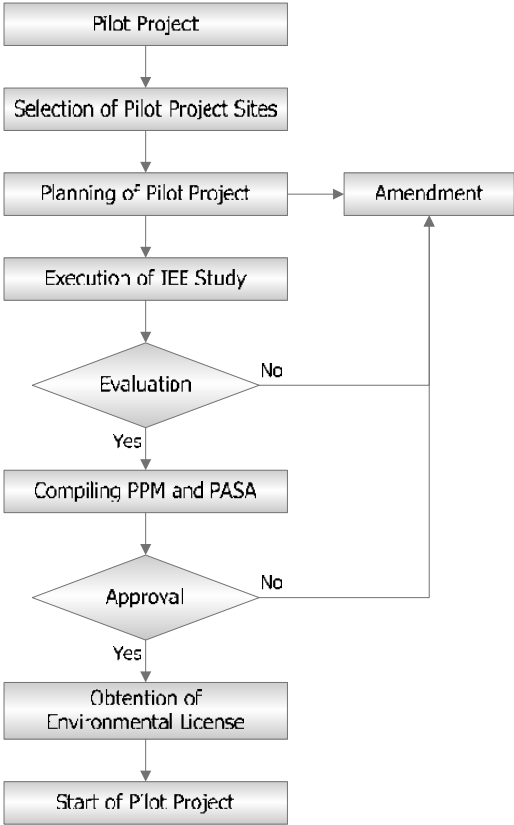 Pilot Project
Selection of Pilot Project Sites
Planning of Pilot Project
Amendment
Execution of IEE Study
Evaluation
No
Yes
Compiling PPM and PASA
Approval
No
Yes
Obtention of
Environmental License
Start of Pilot Project